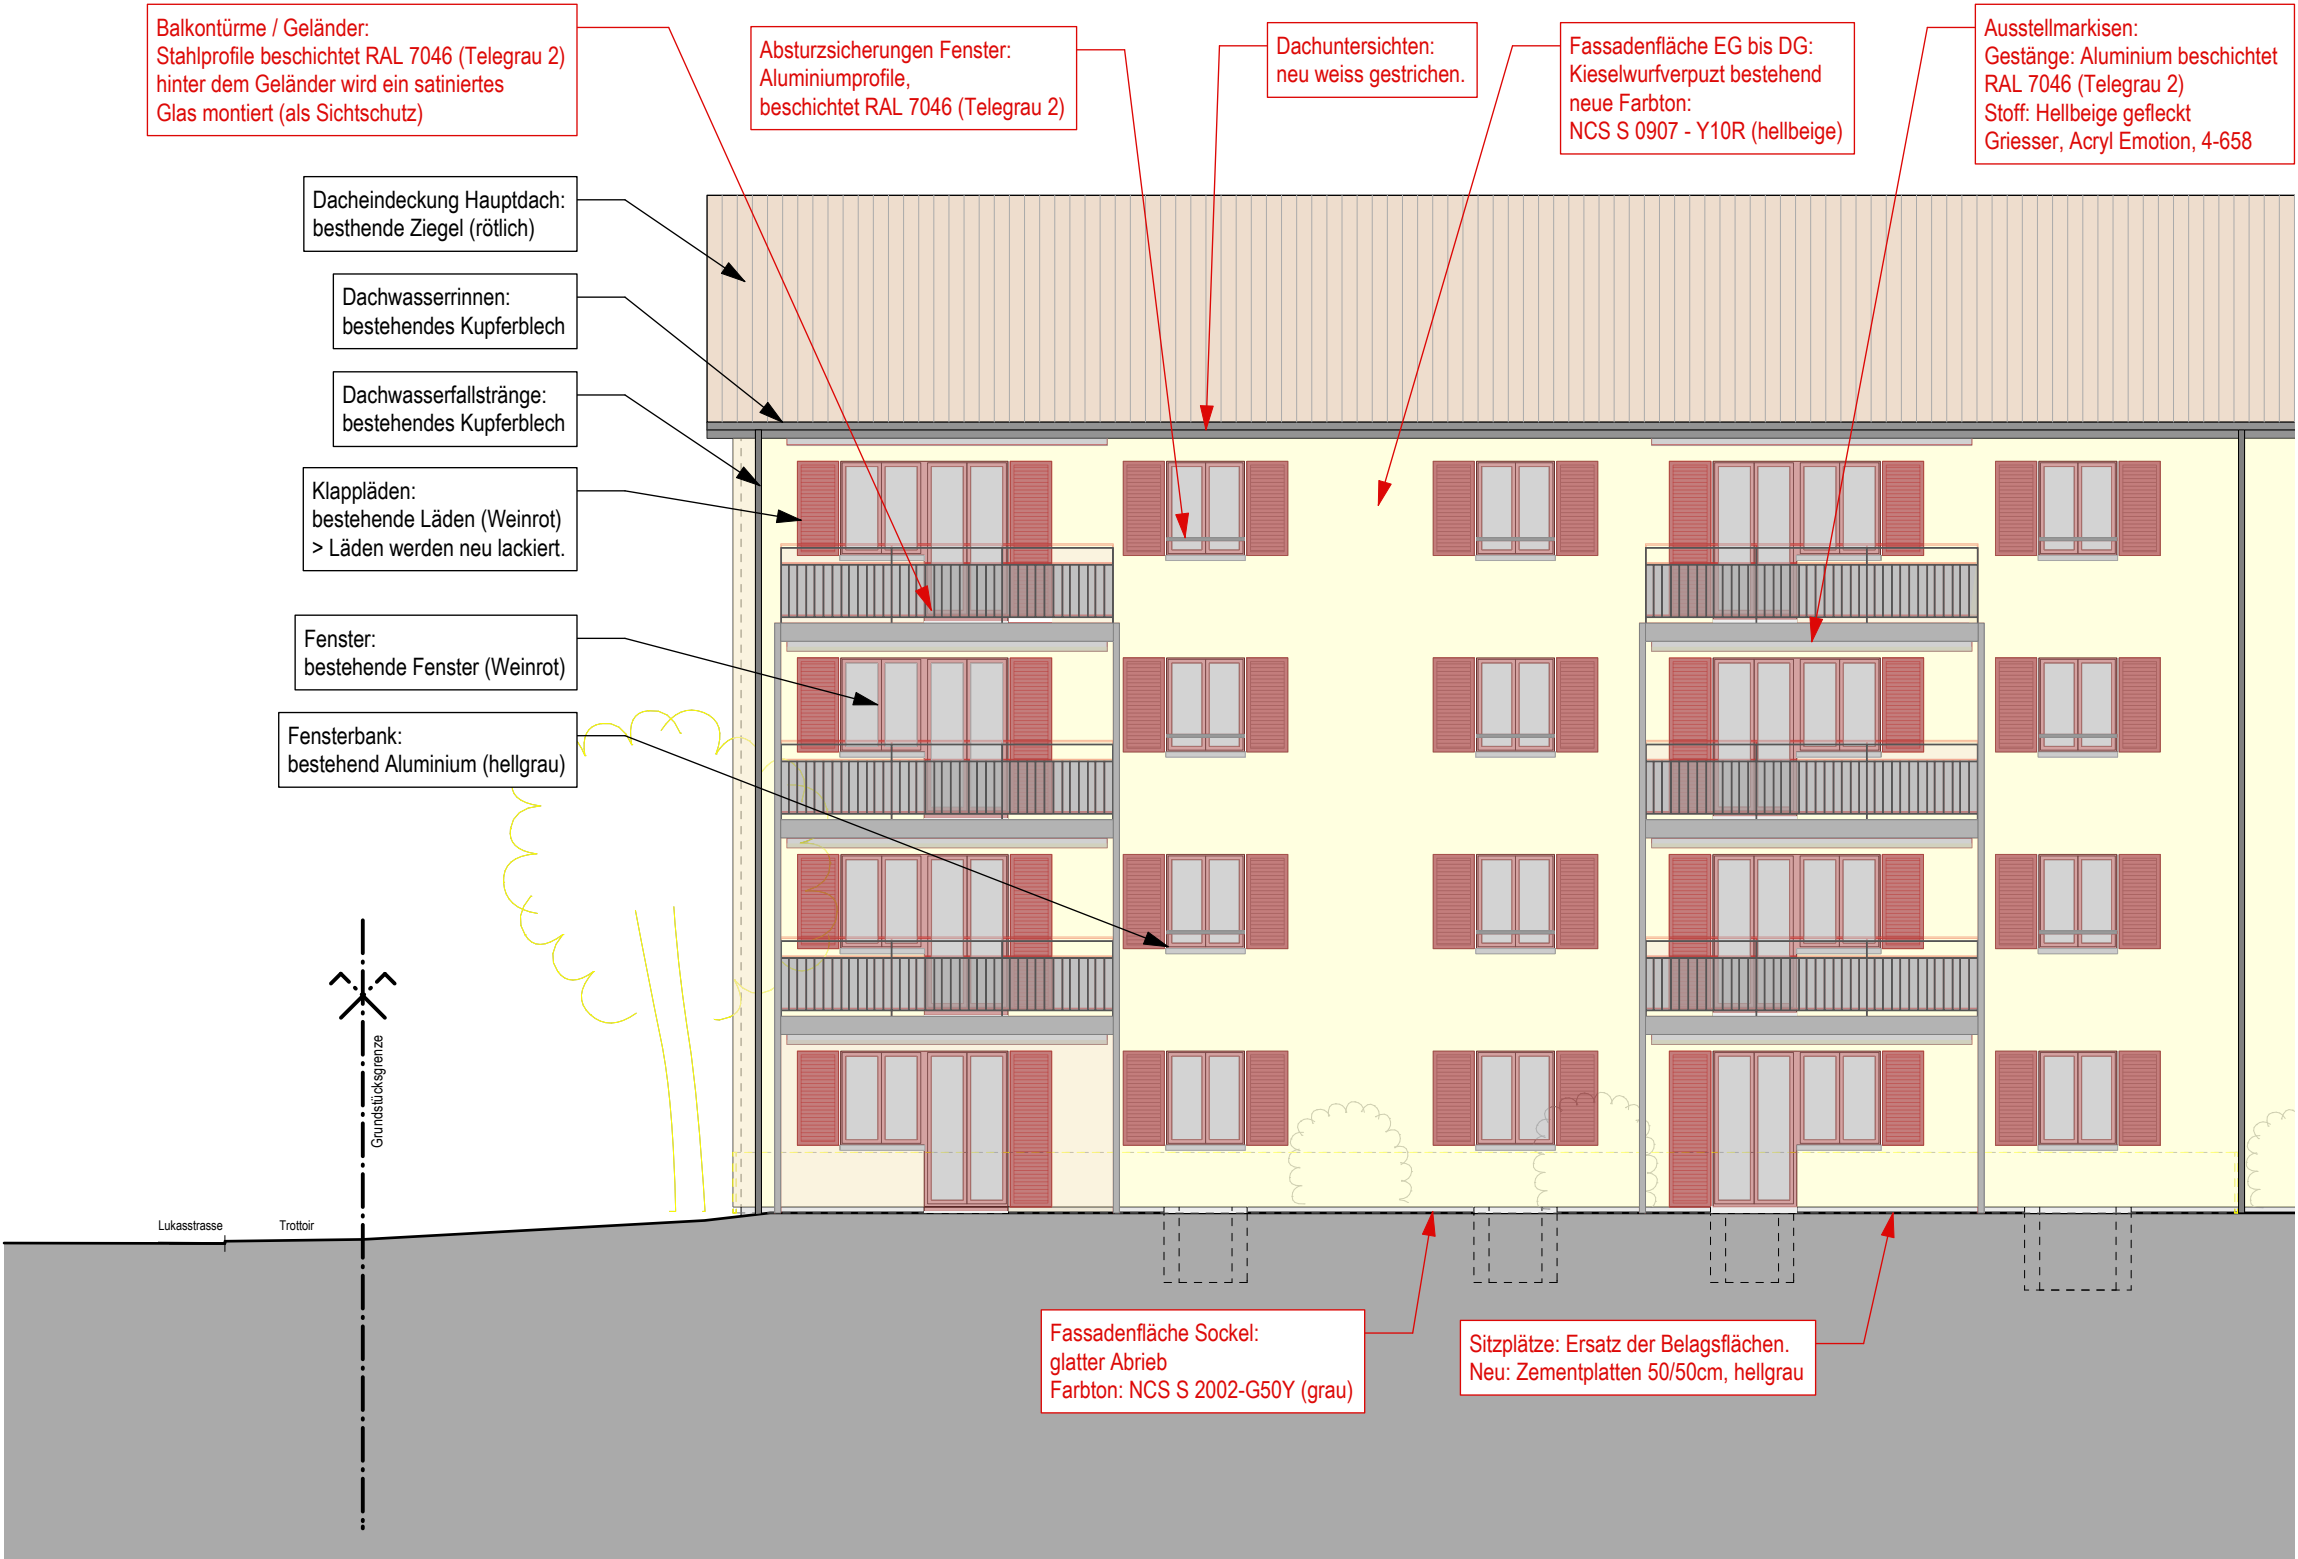 Balkontürme / Geländer:
Stahlprofile beschichtet RAL 7046 (Telegrau 2)
hinter dem Geländer wird ein satiniertes
Glas montiert (als Sichtschutz)
Absturzsicherungen Fenster:
Aluminiumprofile,
beschichtet RAL 7046 (Telegrau 2)
Dachuntersichten:
neu weiss gestrichen.
Fassadenfläche EG bis DG:
Kieselwurfverpuzt bestehend
neue Farbton:
NCS S 0907 - Y10R (hellbeige)
Ausstellmarkisen:
Gestänge: Aluminium beschichtet
RAL 7046 (Telegrau 2)
Stoff: Hellbeige gefleckt
Griesser, Acryl Emotion, 4-658
Dacheindeckung Hauptdach:
besthende Ziegel (rötlich)
Dachwasserrinnen:
bestehendes Kupferblech
Dachwasserfallstränge:
bestehendes Kupferblech
Klappläden:
bestehende Läden (Weinrot)
> Läden werden neu lackiert.
Fenster:
bestehende Fenster (Weinrot)
Fensterbank:
bestehend Aluminium (hellgrau)
Grundstücksgrenze
Lukasstrasse
Trottoir
Fassadenfläche Sockel:
glatter Abrieb
Farbton: NCS S 2002-G50Y (grau)
Sitzplätze: Ersatz der Belagsflächen.
Neu: Zementplatten 50/50cm, hellgrau